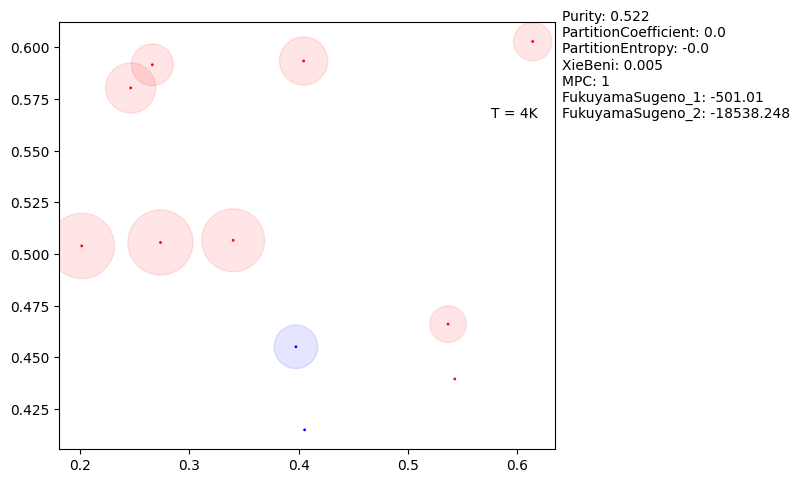 Purity: 0.522
PartitionCoefficient: 0.0
PartitionEntropy: -0.0
XieBeni: 0.005
MPC: 1
FukuyamaSugeno_1: -501.01
FukuyamaSugeno_2: -18538.248
T = 4K
0.600
0.575
0.550
0.525
0.500
0.475
0.450
0.425
0.2 0.3 0.4 0.5 0.6